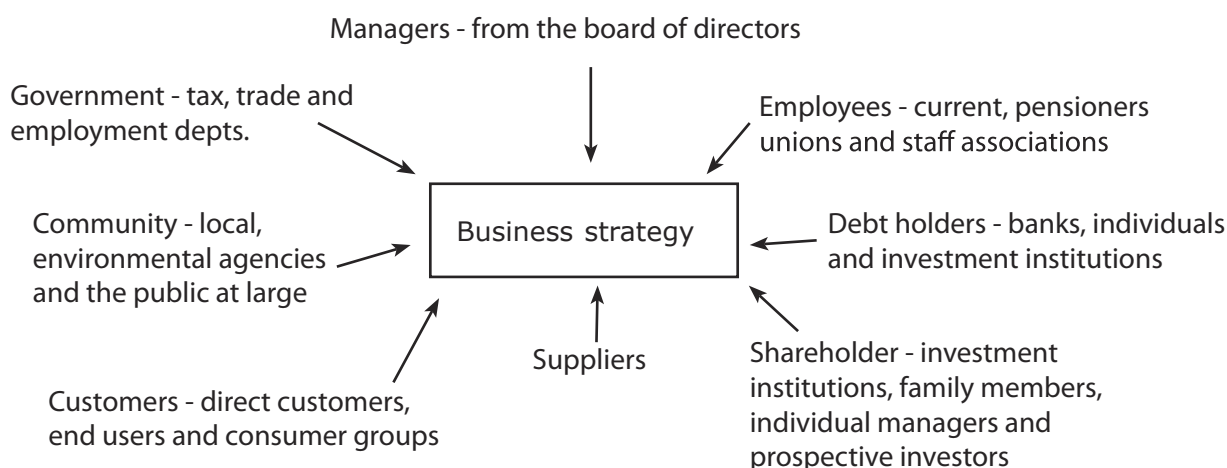 Managers - from the board of directors
Government - tax, trade and
employment depts.
Employees - current, pensioners
unions and staff associations
Community - local,
environmental agencies
and the public at large
Business strategy
Debt holders - banks, individuals
and investment institutions
Customers - direct customers,
end users and consumer groups
Suppliers
Shareholder - investment
institutions, family members,
individual managers and
prospective investors